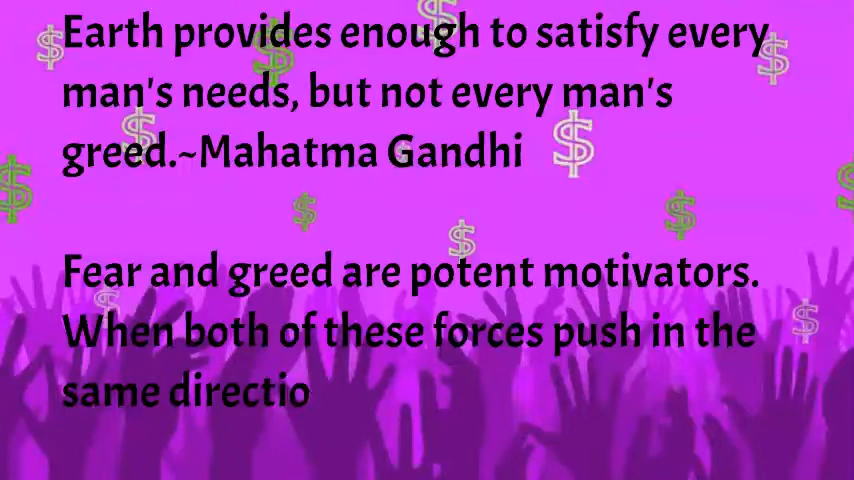 Earth provides enough to satisfy every
man's needs, but not every man's
greed.~Mahatma Gandhi
Fear and greed are potent motivators.
When both of these forces push in the
same directio